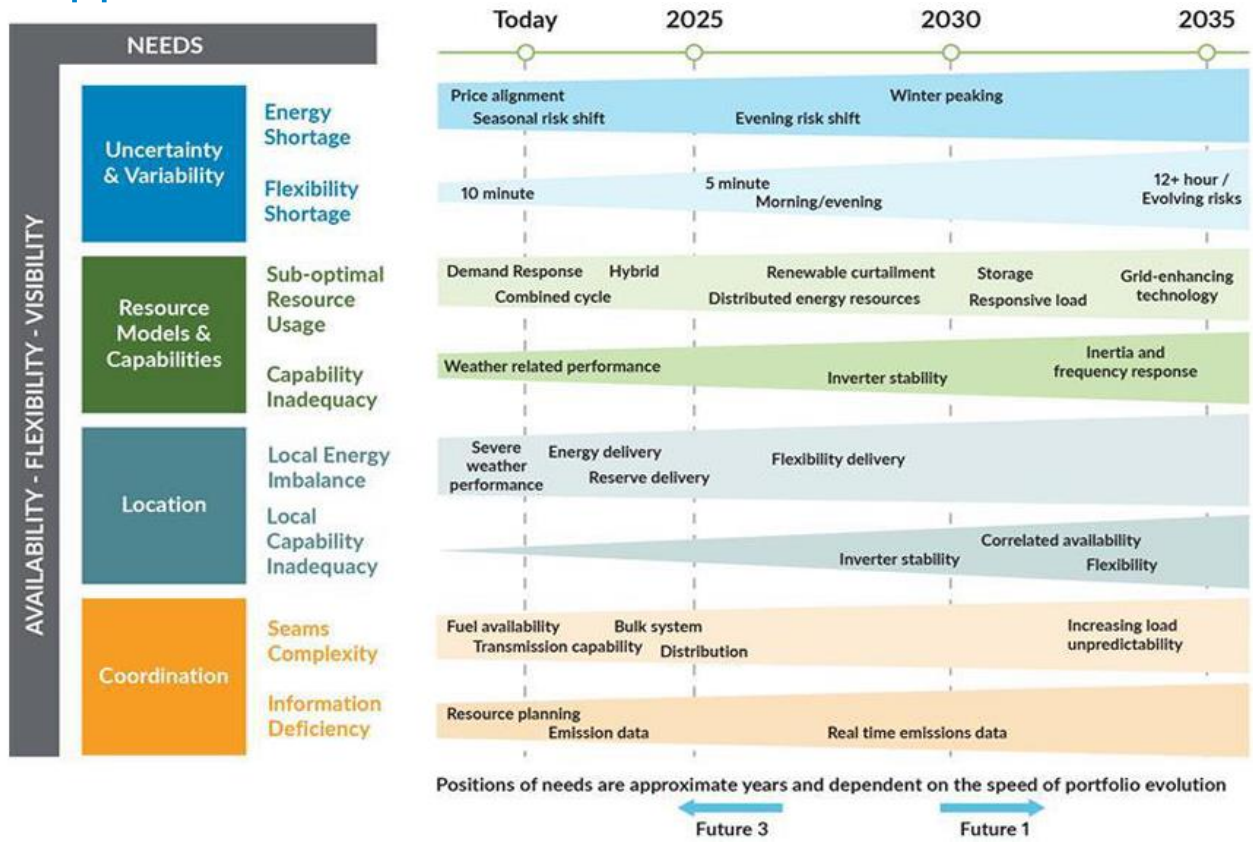 Today 2025 2030 2035
NEEDS
AVAILABILITY - FLEXIBILITY - VISIBILITY
Uncertainty
& Variability
Energy
Shortage
Price alignment
Seasonal risk shift
Evening risk shift
Winter peaking
Flexibility
Shortage
10 minute
5 minute
Morning/evening
12+ hour /
Evolving risks
Resource
Models &
Capabilities
Sub-optimal
Resource
Usage
Demand Response
Hybrid
Combined cycle
Renewable curtailment
Distributed energy resources
Storage
Responsive load
Grid-enhancing
technology
Capability
Inadequacy
Weather related performance
Inverter stability
Inertia and
frequency response
Location
Local Energy
Imbalance
Severe
weather
performance
Energy delivery
Reserve delivery
Flexibility delivery
Local
Capability
Inadequacy
Inverter stability
Correlated availability
Flexibility
Coordination
Seams
Complexity
Fuel availability
Transmission capability
Bulk system
Distribution
Increasing load
unpredictability
Information
Deficiency
Resource planning
Emission data
Real time emissions data
Positions of needs are approximate years and dependent on the speed of portfolio evolution
Future 3
Future 1